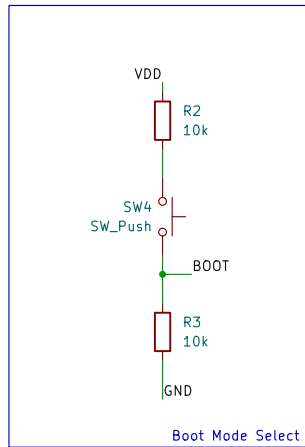 VDD
R2
10k
SW4
SW_Push
BOOT
R3
10k
GND
Boot Mode Select